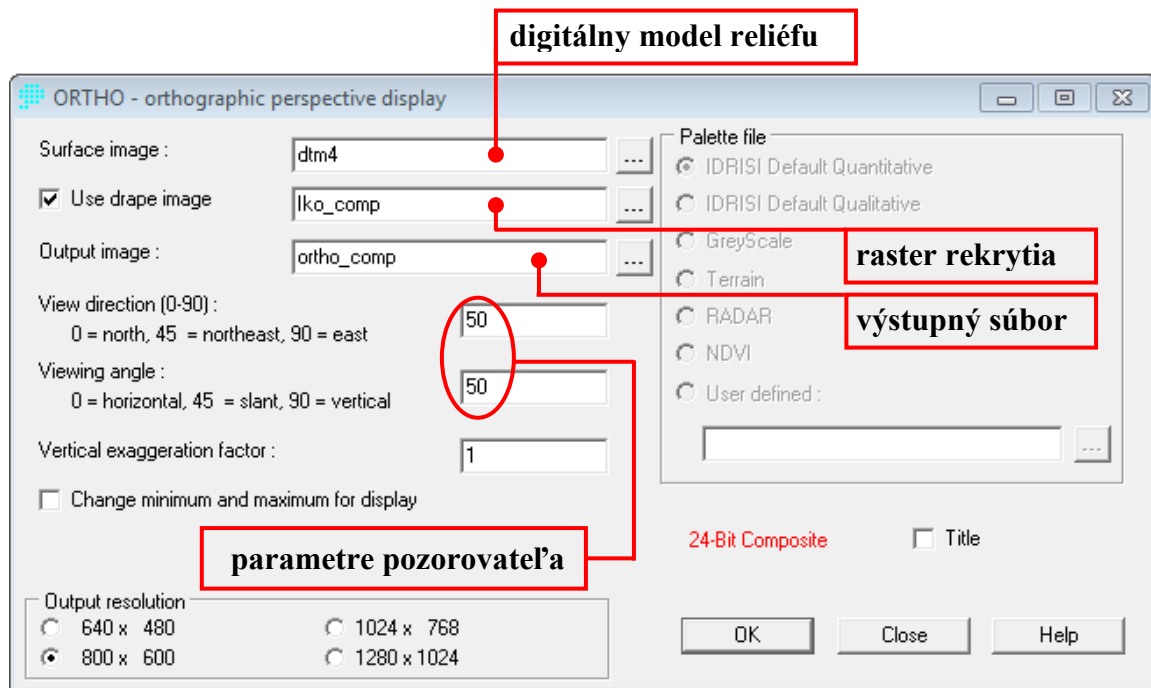 digitálny model reliéfu
ORTHO - orthographic perspective display
Surface image :
dtm4
...
Use drape image
lko_comp
...
Output image :
ortho_comp
...
View direction (0-90) :
0 = north, 45 = northeast, 90 = east
50
Viewing angle :
0 = horizontal, 45 = slant, 90 = vertical
50
Vertical exaggeration factor :
1
Change minimum and maximum for display
parametre pozorovateľa
Output resolution
640 x 480
1024 x 768
800 x 600
1280 x 1024
Palette file
IDRISI Default Quantitative
IDRISI Default Qualitative
GreyScale
raster rekrytia
Terrain
RADAR
výstupný súbor
NDVI
User defined :
...
24-Bit Composite
Title
OK
Close
Help